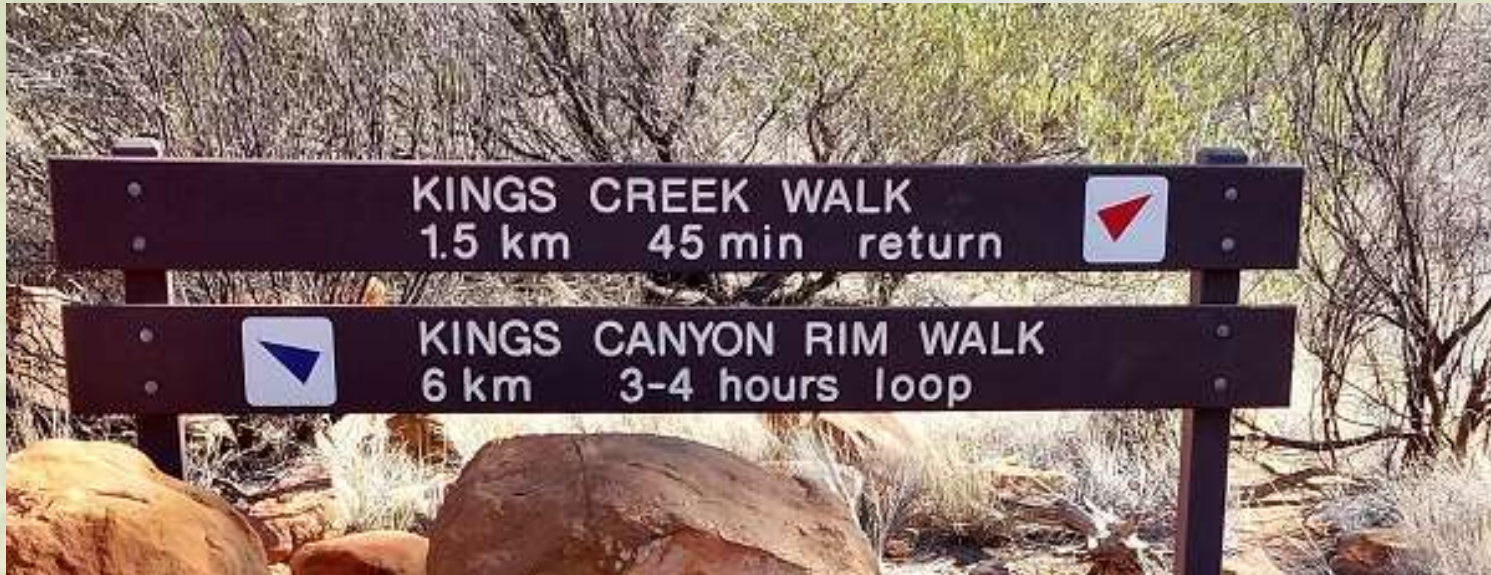 KINGS CREEK WALK
1.5 km 45 min return
KINGS CANYON RIM WALK
6 km 3-4 hours loop